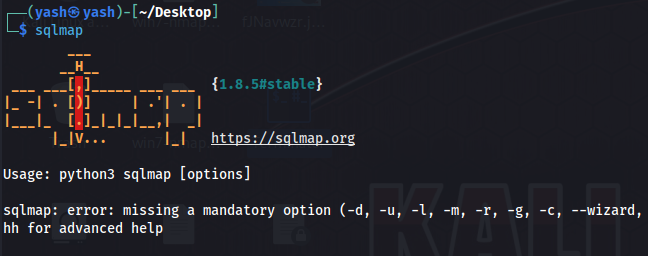 (yash㉿yash)-[~/Desktop]
$ sqlmap
        ___
       __H__
 ___ ___[,]_____ ___ ___  {1.8.5#stable}
|_ -| . [)]     | .'| . |
|___|_  [.]_|_|_|__,|  _|
      |_|V...       |_|   https://sqlmap.org
Usage: python3 sqlmap [options]
sqlmap: error: missing a mandatory option (-d, -u, -l, -m, -r, -g, -c, --wizard,
hh for advanced help
KALI